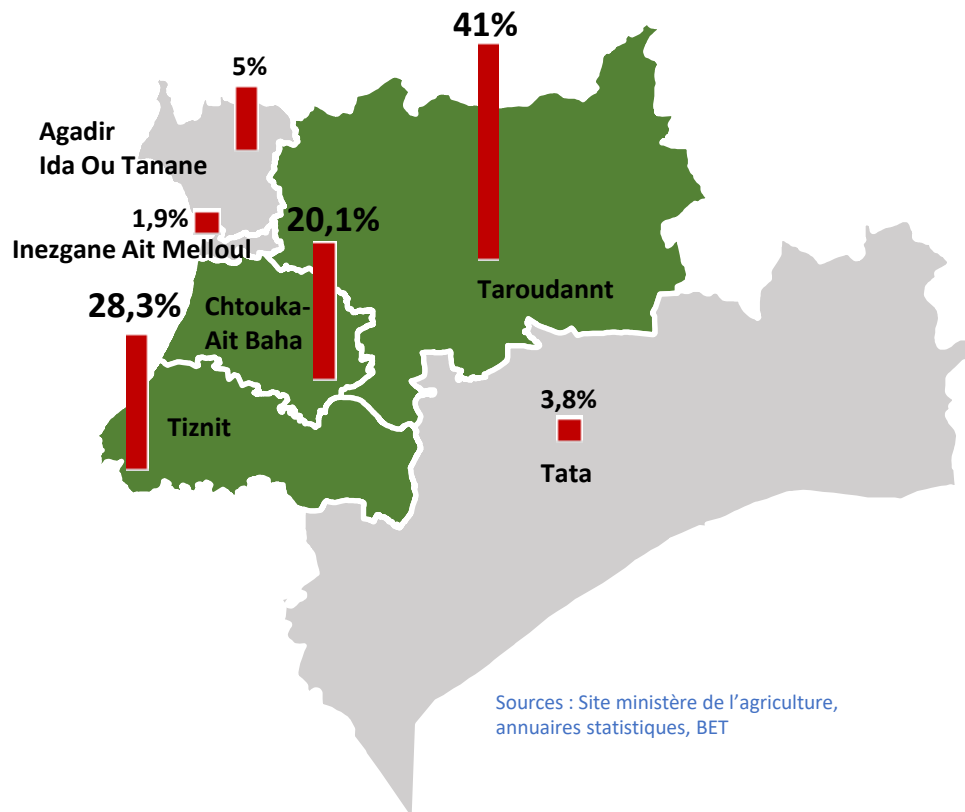 41%
5%
Agadir
Ida Ou Tanane
1,9%
Inezgane Ait Melloul
20,1%
28,3%
Chtouka-
Ait Baha
Taroudannt
Tiznit
3,8%
Tata
Sources : Site ministère de l’agriculture,
annuaires statistiques, BET